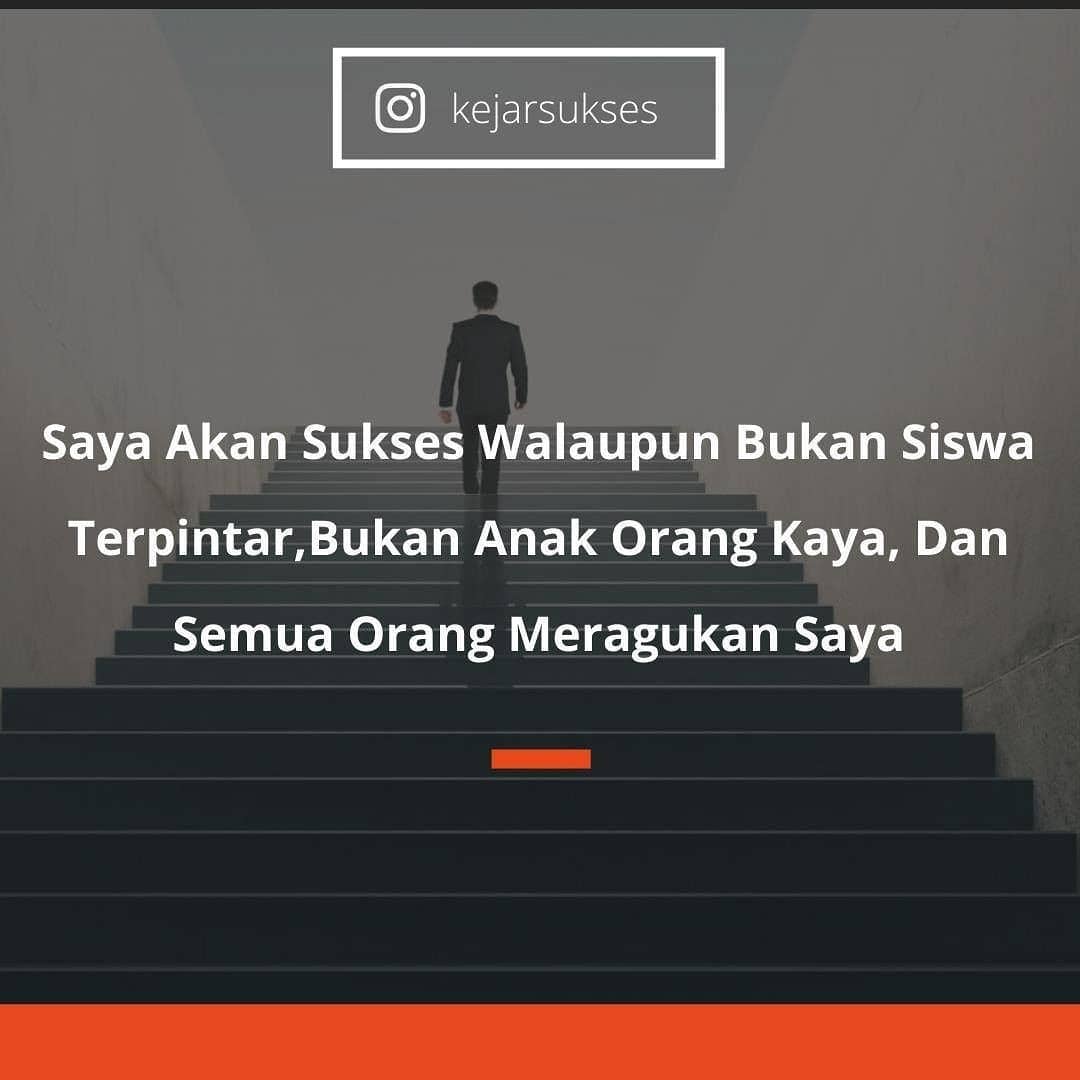 kejarsukses
Saya Akan Sukses Walaupun Bukan Siswa
Terpintar,Bukan Anak Orang Kaya, Dan
Semua Orang Meragukan Saya